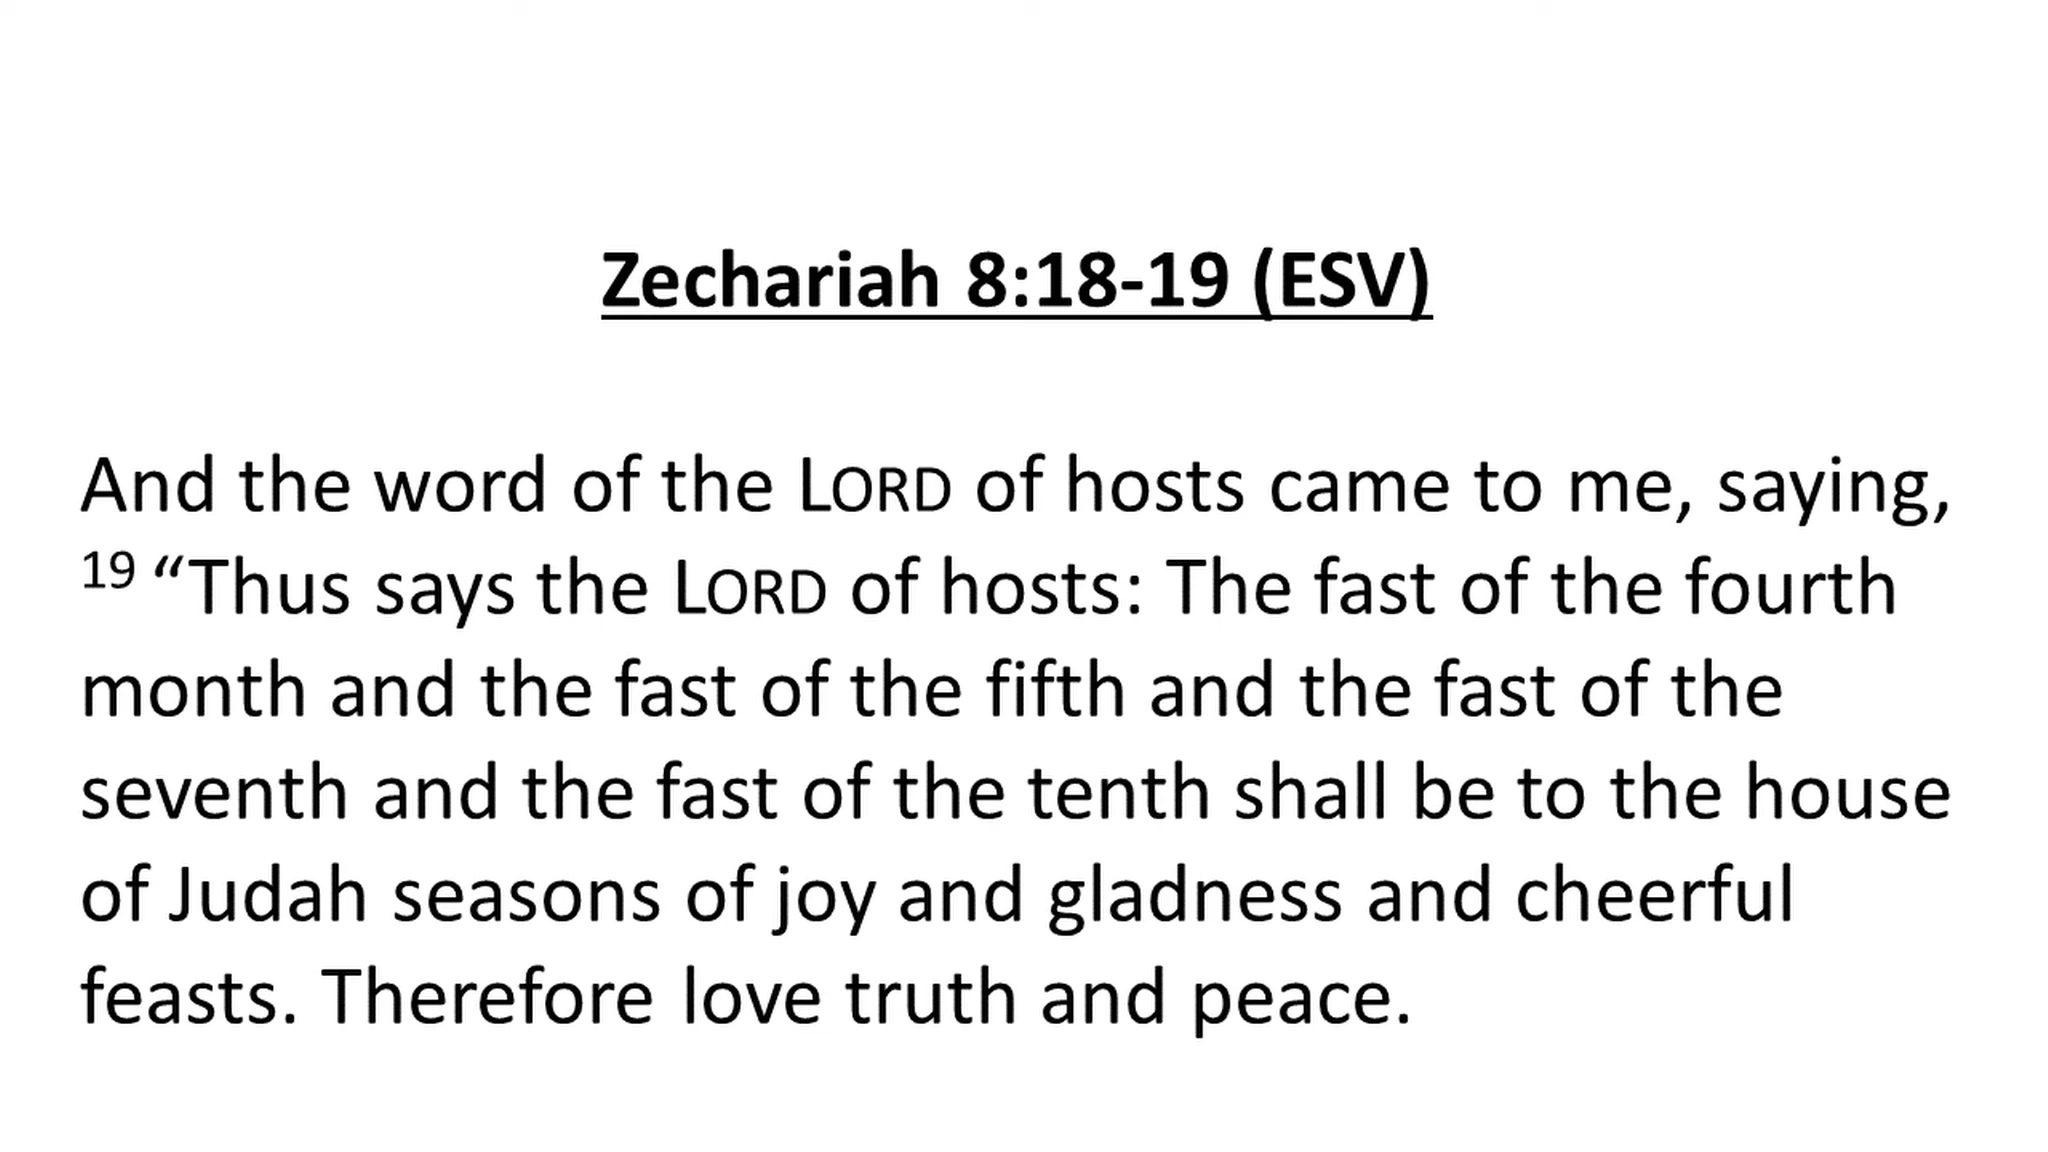 Zechariah 8:18-19 (ESV)
And the word of the LORD of hosts came to me, saying,
19 “Thus says the LORD of hosts: The fast of the fourth
month and the fast of the fifth and the fast of the
seventh and the fast of the tenth shall be to the house
of Judah seasons of joy and gladness and cheerful
feasts. Therefore love truth and peace.